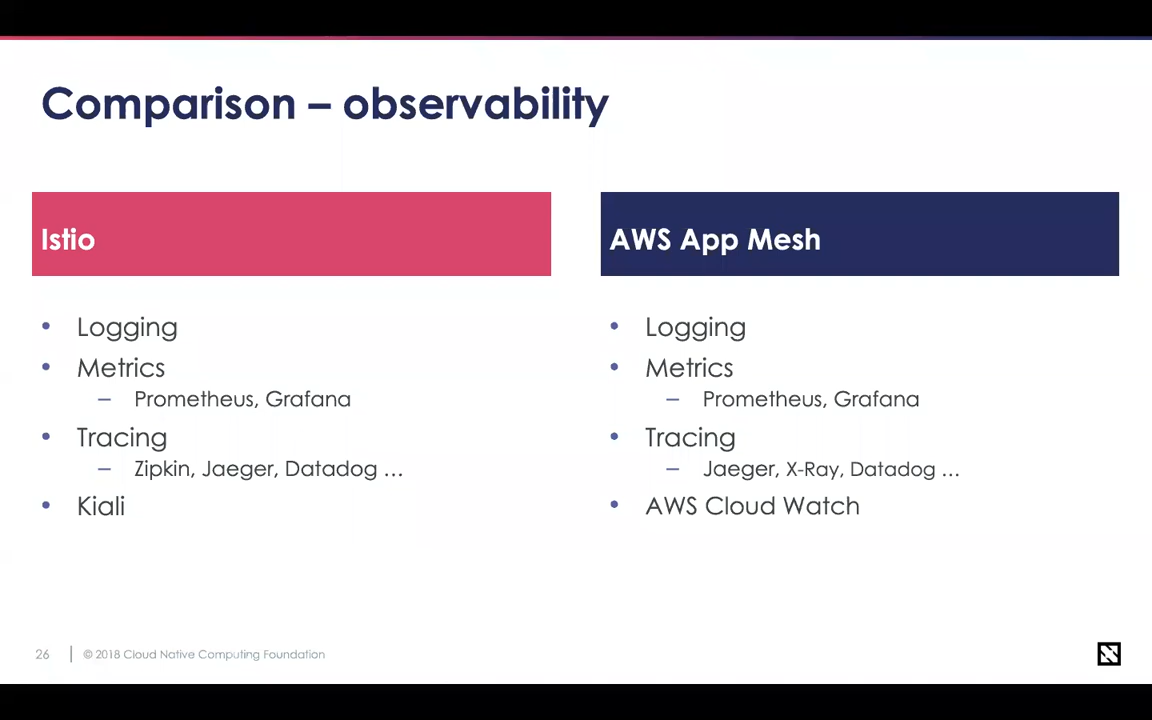 Comparison – observability
Istio
• Logging
• Metrics
– Prometheus, Grafana
• Tracing
– Zipkin, Jaeger, Datadog …
• Kiali
AWS App Mesh
• Logging
• Metrics
– Prometheus, Grafana
• Tracing
– Jaeger, X-Ray, Datadog …
• AWS Cloud Watch
26 | © 2018 Cloud Native Computing Foundation